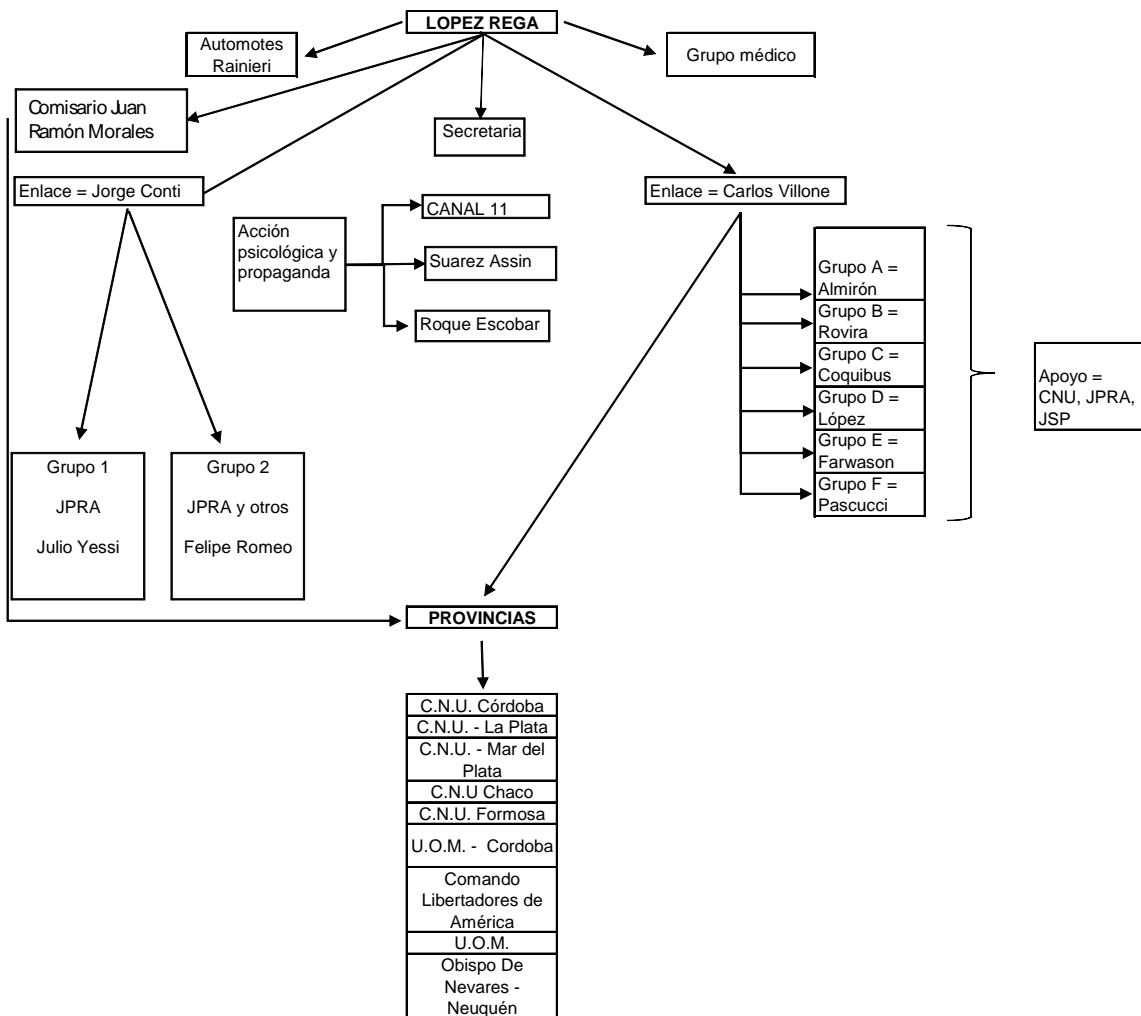 LOPEZ REGA
Automotes
Rainieri
Grupo médico
Comisario Juan
Ramón Morales
Secretaria
Enlace = Jorge Conti
Enlace = Carlos Villone
Acción
psicológica y
propaganda
CANAL 11
Suarez Assin
Roque Escobar
Grupo A =
Almirón
Grupo B =
Rovira
Grupo C =
Coquibus
Grupo D =
López
Grupo E =
Farwason
Grupo F =
Pascucci
Apoyo =
CNU, JPRA,
JSP
Grupo 1
JPRA
Julio Yessi
Grupo 2
JPRA y otros
Felipe Romeo
PROVINCIAS
C.N.U. Córdoba
C.N.U. - La Plata
C.N.U. - Mar del
Plata
C.N.U Chaco
C.N.U. Formosa
U.O.M. - Cordoba
Comando
Libertadores de
América
U.O.M.
Obispo De
Nevares -
Neuquén